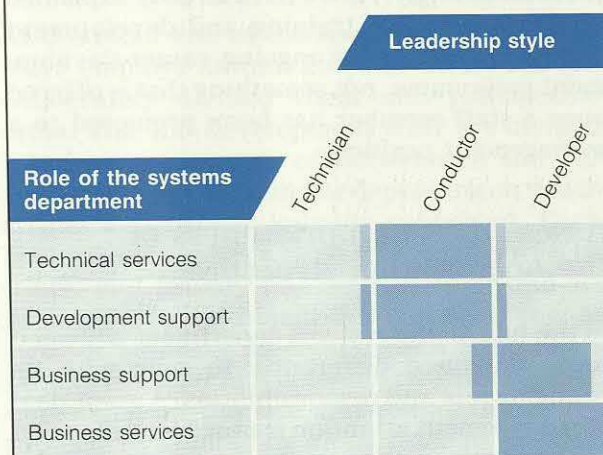 Leadership style
Technician
Conductor
Developer
Role of the systems
department
Technical services
Development support
Business support
Business services